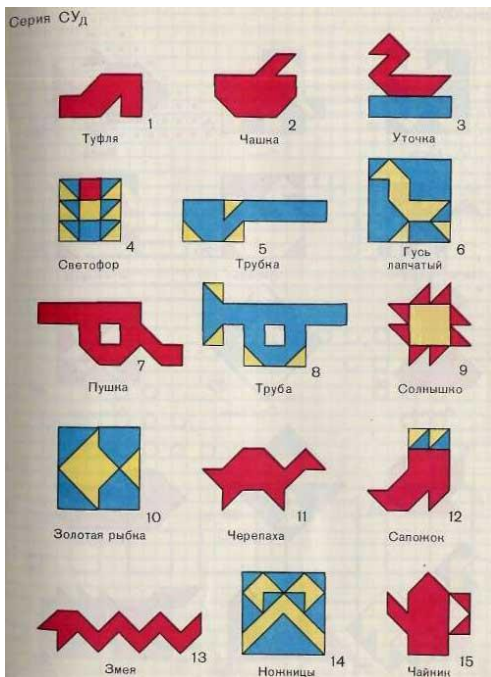 Серия СУд
1
Туфля
2
Чашка
3
Уточка
4
Светофор
5
Трубка
6
Гусь
лапчатый
7
Пушка
8
Труба
9
Солнышко
10
Золотая рыбка
11
Черепаха
12
Сапожок
13
Змея
14
Ножницы
15
Чайник